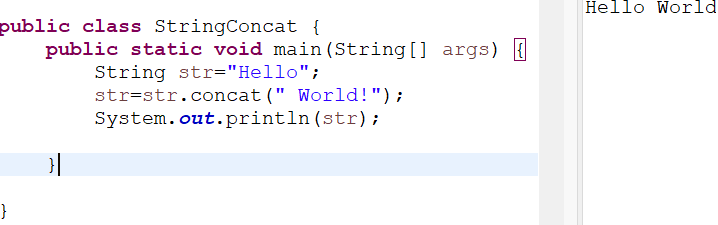 public class StringConcat {
    public static void main(String[] args) {
        String str="Hello";
        str=str.concat(" World!");
        System.out.println(str);

    }

}
Hello World